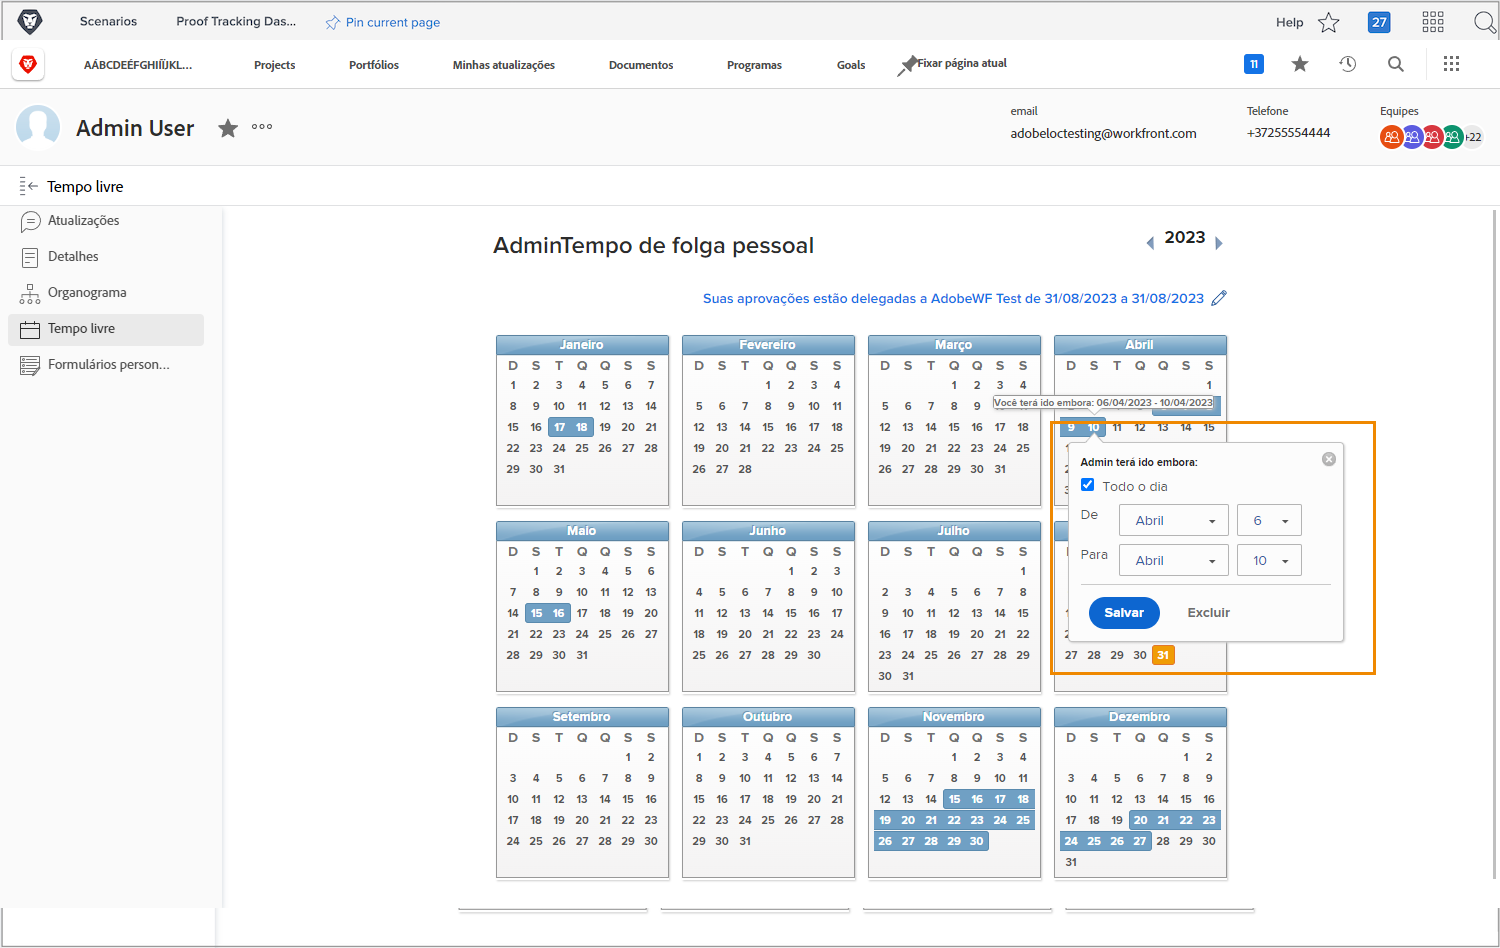 Scenarios Proof Tracking Das... Pin current page Help 27
AÁBCDEÉFGHIÍÏJKL... Projects Portfólios Minhas atualizações Documentos Programas Goals Fixar página atual 11
Admin User
email Telefone Equipes
adobeloctesting@workfront.com +37255554444 +22
Tempo livre
Atualizações
Detalhes
Organograma
Tempo livre
Formulários person...
AdminTempo de folga pessoal 2023
Suas aprovações estão delegadas a AdobeWF Test de 31/08/2023 a 31/08/2023
Janeiro
D S T Q Q S S
1 2 3 4 5 6 7
8 9 10 11 12 13 14
15 16 17 18 19 20 21
22 23 24 25 26 27 28
29 30 31
Fevereiro
D S T Q Q S S
1 2 3 4
5 6 7 8 9 10 11
12 13 14 15 16 17 18
19 20 21 22 23 24 25
26 27 28
Março
D S T Q Q S S
1 2 3 4
5 6 7 8 9
12 13 14 15 16 17 18
19 20 21 22 23 24 25
26 27 28 29 30 31
Abril
D S T Q Q S S
1
Você terá ido embora: 06/04/2023 - 10/04/2023
9 10 11 12 13 14 15
Admin terá ido embora:
Todo o dia
De Abril 6
Para Abril 10
Salvar Excluir
Maio
D S T Q Q S S
1 2 3 4 5 6
7 8 9 10 11 12 13
14 15 16 17 18 19 20
21 22 23 24 25 26 27
28 29 30 31
Junho
D S T Q Q S S
1 2 3
4 5 6 7 8 9 10
11 12 13 14 15 16 17
18 19 20 21 22 23 24
25 26 27 28 29 30
Julho
D S T Q Q S S
1
2 3 4 5 6 7 8
9 10 11 12 13 14 15
16 17 18 19 20 21 22
23 24 25 26 27 28 29
30 31
27 28 29 30 31
Setembro
D S T Q Q S S
1 2
3 4 5 6 7 8 9
10 11 12 13 14 15 16
17 18 19 20 21 22 23
24 25 26 27 28 29 30
Outubro
D S T Q Q S S
1 2 3 4 5 6 7
8 9 10 11 12 13 14
15 16 17 18 19 20 21
22 23 24 25 26 27 28
29 30 31
Novembro
D S T Q Q S S
1 2 3 4
5 6 7 8 9 10 11
12 13 14 15 16 17 18
19 20 21 22 23 24 25
26 27 28 29 30
Dezembro
D S T Q Q S S
1 2
3 4 5 6 7 8 9
10 11 12 13 14 15 16
17 18 19 20 21 22 23
24 25 26 27 28 29 30
31